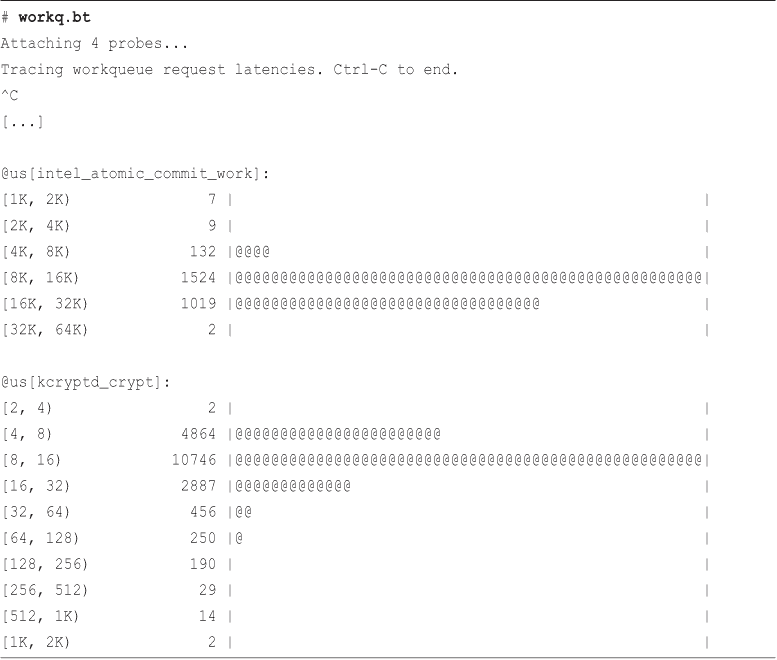 # workq.bt
Attaching 4 probes...
Tracing workqueue request latencies. Ctrl-C to end.
^C
[...]

@us[intel_atomic_commit_work]:
[1K, 2K)               7 |                                                    |
[2K, 4K)               9 |                                                    |
[4K, 8K)             132 |@@@@                                                |
[8K, 16K)           1524 |@@@@@@@@@@@@@@@@@@@@@@@@@@@@@@@@@@@@@@@@@@@@@@@@@@@@|
[16K, 32K)          1019 |@@@@@@@@@@@@@@@@@@@@@@@@@@@@@@@@@@                  |
[32K, 64K)             2 |                                                    |

@us[kcryptd_crypt]:
[2, 4)                 2 |                                                    |
[4, 8)              4864 |@@@@@@@@@@@@@@@@@@@@@@@                             |
[8, 16)            10746 |@@@@@@@@@@@@@@@@@@@@@@@@@@@@@@@@@@@@@@@@@@@@@@@@@@@@|
[16, 32)            2887 |@@@@@@@@@@@@@                                       |
[32, 64)             456 |@@                                                  |
[64, 128)            250 |@                                                   |
[128, 256)           190 |                                                    |
[256, 512)            29 |                                                    |
[512, 1K)             14 |                                                    |
[1K, 2K)               2 |                                                    |